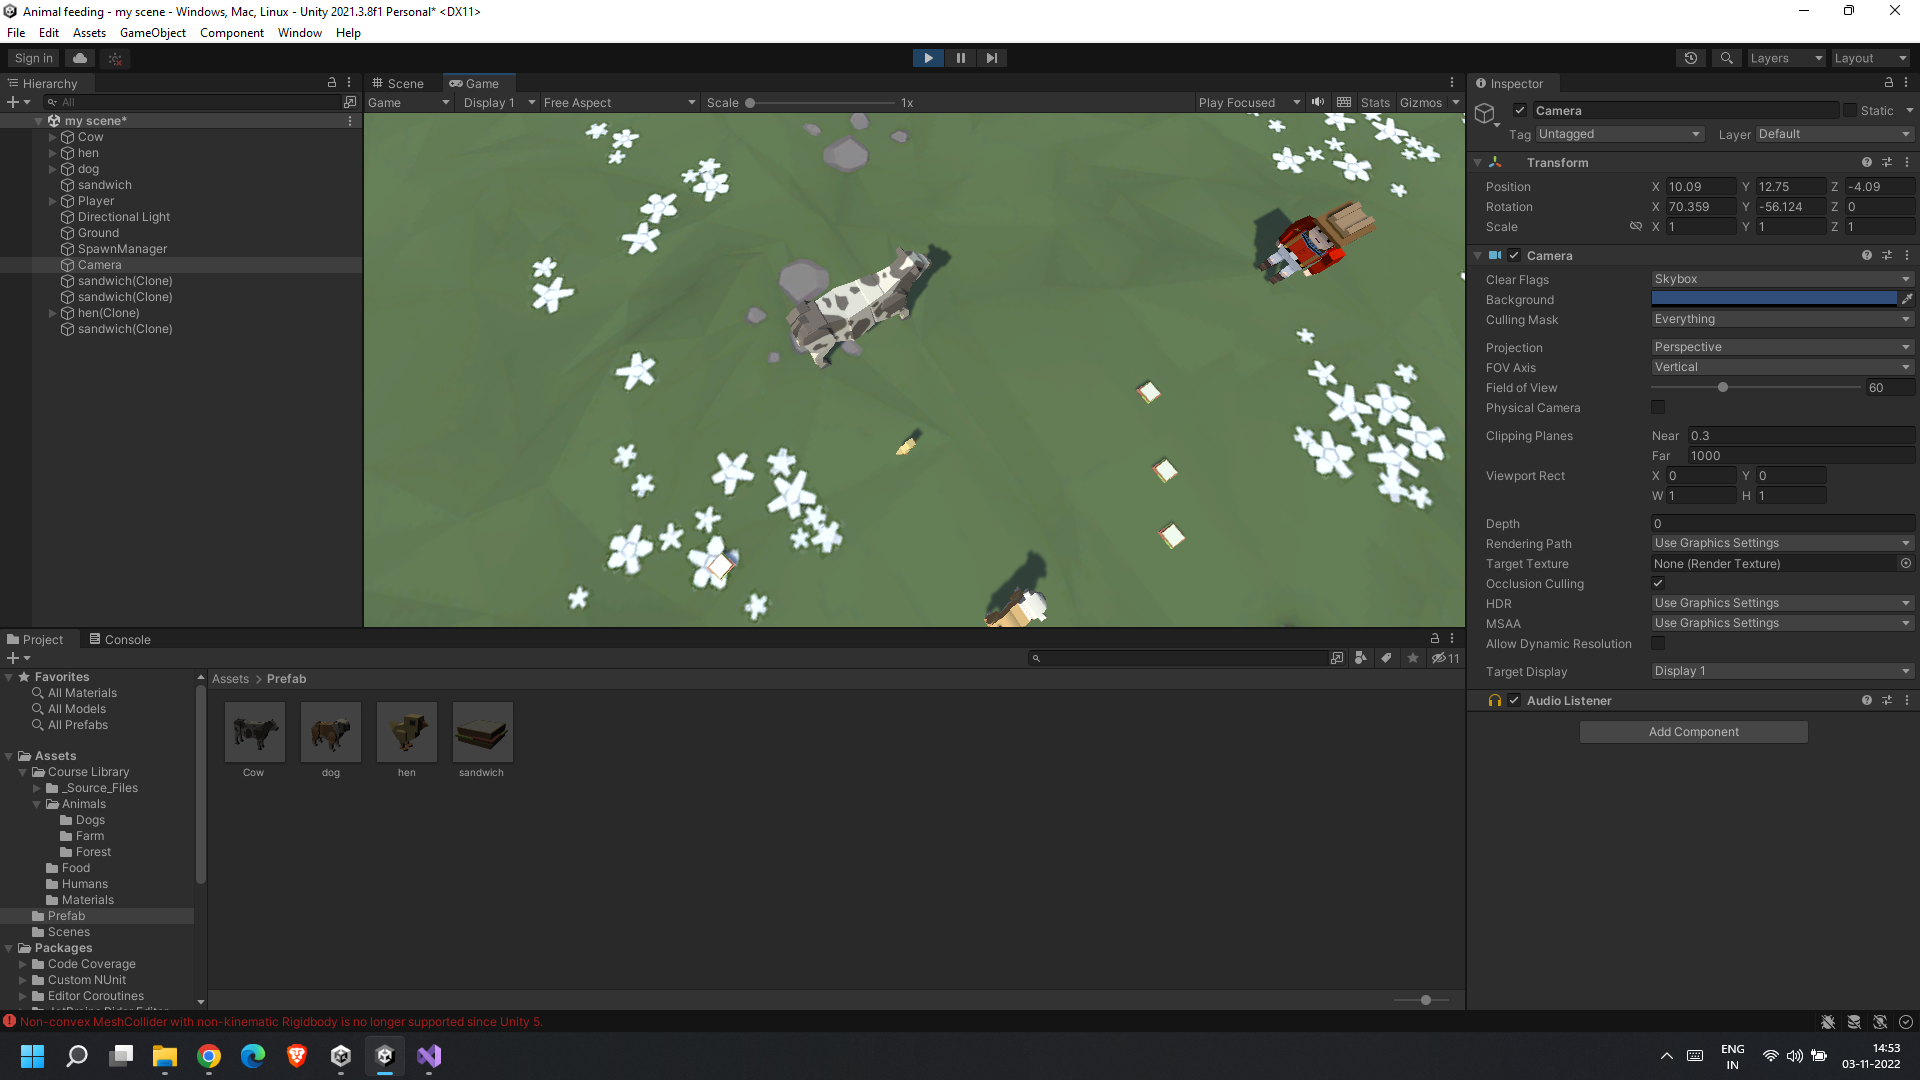 Animal feeding - my scene - Windows, Mac, Linux - Unity 2021.3.8f1 Personal* <DX11>
File Edit Assets GameObject Component Window Help
Sign in
Layers
Layout
Hierarchy
All
my scene*
Cow
hen
dog
sandwich
Player
Directional Light
Ground
SpawnManager
Camera
sandwich(Clone)
sandwich(Clone)
hen(Clone)
sandwich(Clone)
Scene Game
Game Display 1 Free Aspect Scale 1x Play Focused Stats Gizmos
Inspector
Camera Static
Tag Untagged Layer Default
Transform
Position X 10.09 Y 12.75 Z -4.09
Rotation X 70.359 Y -56.124 Z 0
Scale X 1 Y 1 Z 1
Camera
Clear Flags Skybox
Background
Culling Mask Everything
Projection Perspective
FOV Axis Vertical
Field of View 60
Physical Camera
Clipping Planes Near 0.3
Far 1000
Viewport Rect X 0 Y 0
W 1 H 1
Depth 0
Rendering Path Use Graphics Settings
Target Texture None (Render Texture)
Occlusion Culling
HDR Use Graphics Settings
MSAA Use Graphics Settings
Allow Dynamic Resolution
Target Display Display 1
Audio Listener
Add Component
Project Console
11
Favorites
All Materials
All Models
All Prefabs
Assets
Course Library
_Source_Files
Animals
Dogs
Farm
Forest
Food
Humans
Materials
Prefab
Scenes
Packages
Code Coverage
Custom NUnit
Editor Coroutines
Assets > Prefab
Cow dog hen sandwich
Non-convex MeshCollider with non-kinematic Rigidbody is no longer supported since Unity 5.
ENG
IN
14:53
03-11-2022